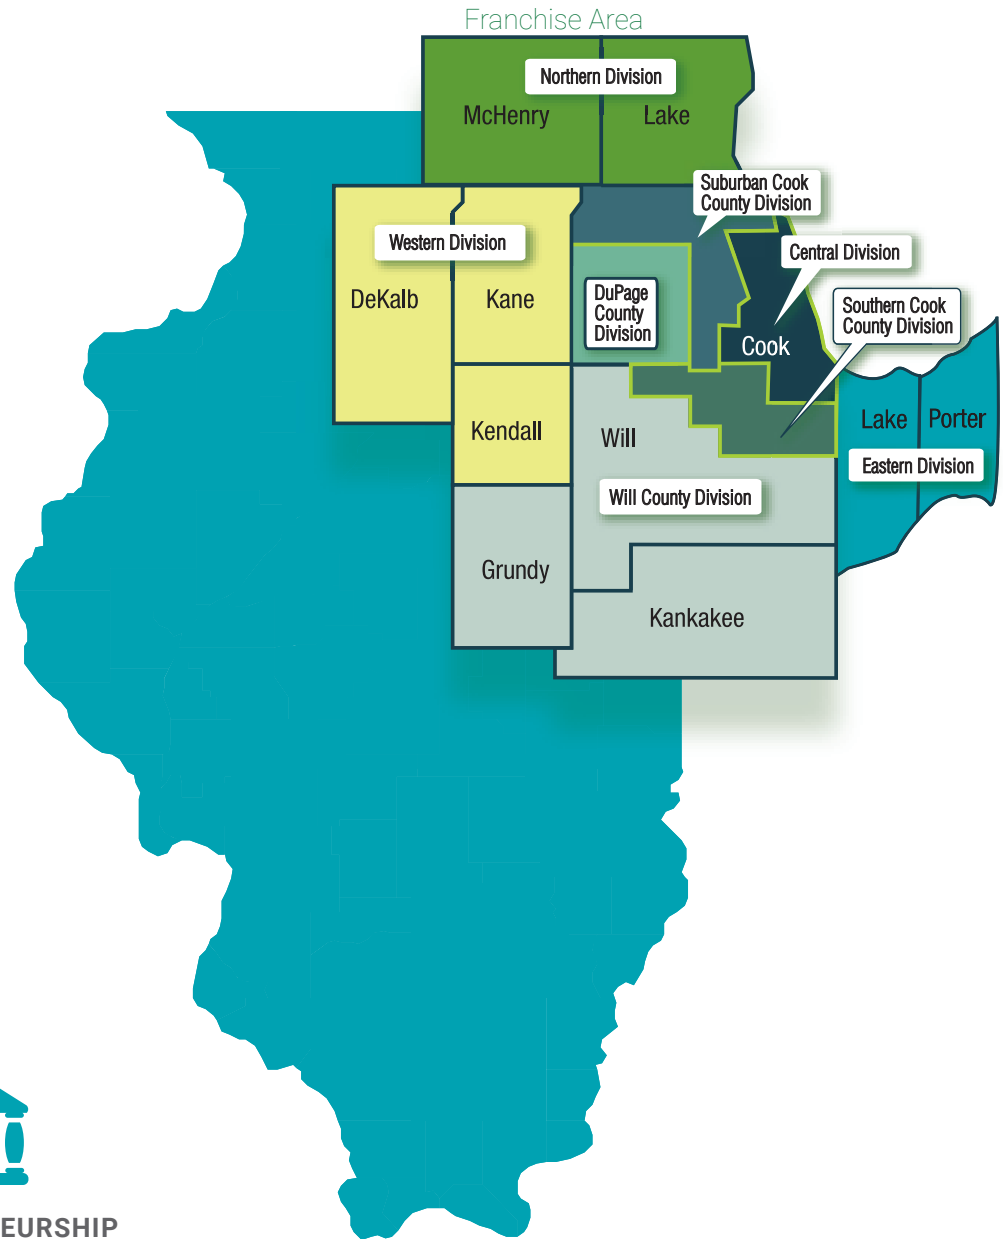 Franchise Area
Northern Division
McHenry
Lake
Suburban Cook
County Division
Western Division
Central Division
DeKalb
Kane
DuPage
County
Division
Southern Cook
County Division
Cook
Kendall
Will
Lake
Porter
Eastern Division
Will County Division
Grundy
Kankakee
EURSHIP